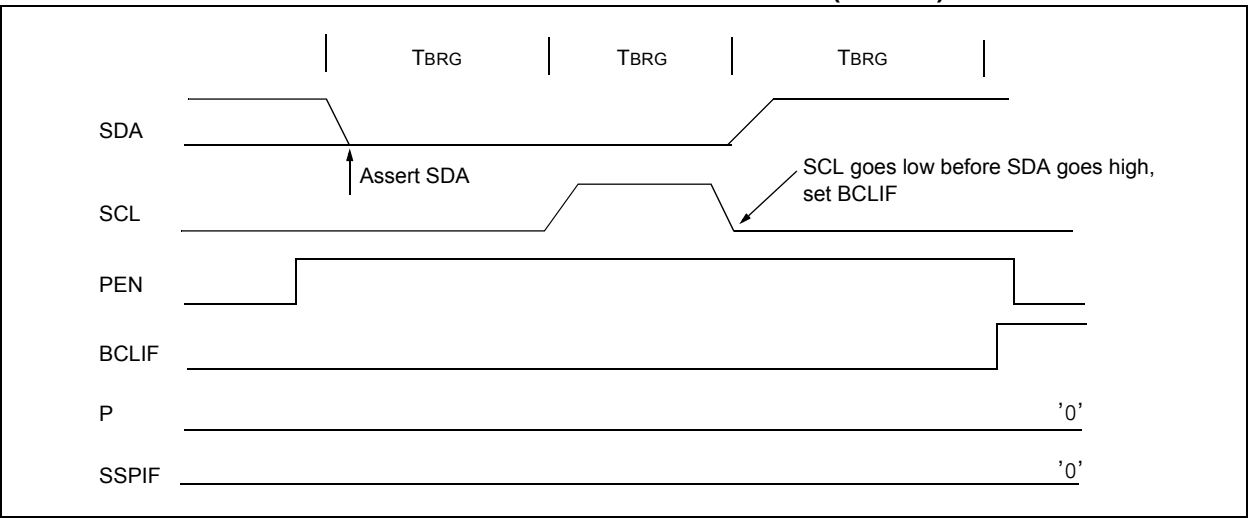 TBRG TBRG TBRG
SDA
Assert SDA
SCL goes low before SDA goes high,
set BCLIF
SCL
PEN
BCLIF
P '0'
SSPIF '0'